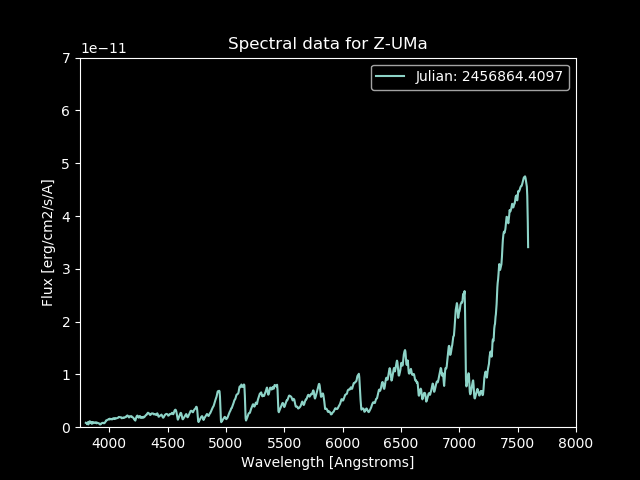 Spectral data for Z-UMa
1e−11
Julian: 2456864.4097
7
6
5
4
3
2
1
0
Flux [erg/cm2/s/A]
4000 4500 5000 5500 6000 6500 7000 7500 8000
Wavelength [Angstroms]